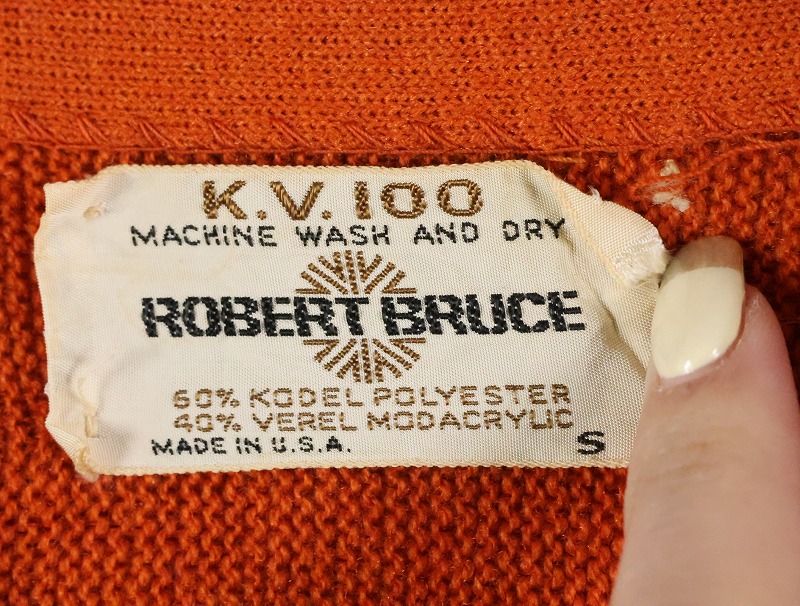 K.V. 100
MACHINE WASH AND DRY
ROBERT BRUCE
60% KODEL POLYESTER
40% VEREL MODACRYLIC
MADE IN U.S.A. S